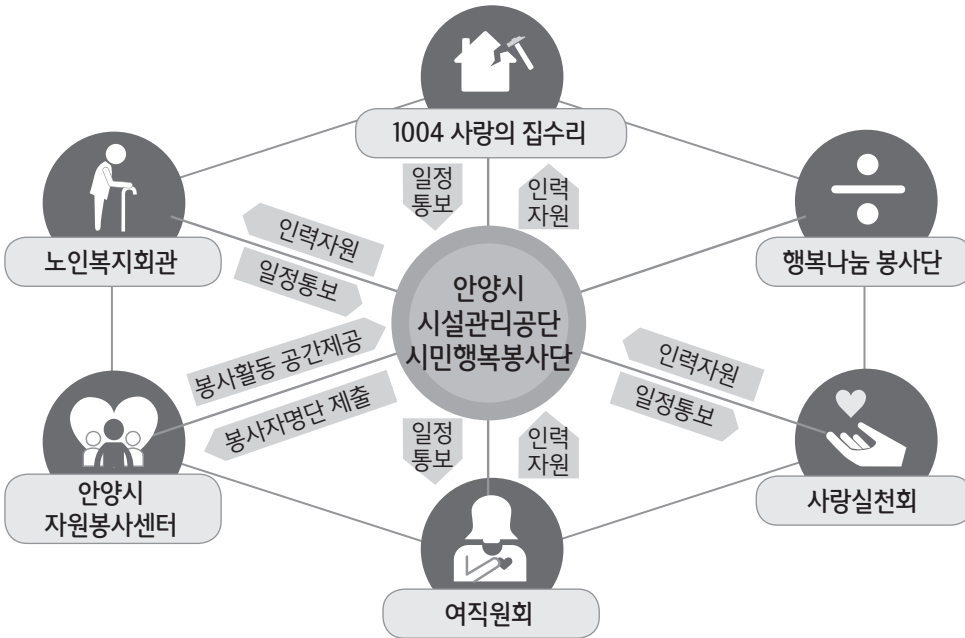 1004 사랑의 집수리
일정
통보
인력
자원
노인복지회관
인력자원
일정통보
행복나눔 봉사단
안양시
시설관리공단
시민행복봉사단
봉사활동 공간제공
봉사자명단 제출
인력자원
일정통보
일정
통보
인력
자원
안양시
자원봉사센터
사랑실천회
여직원회